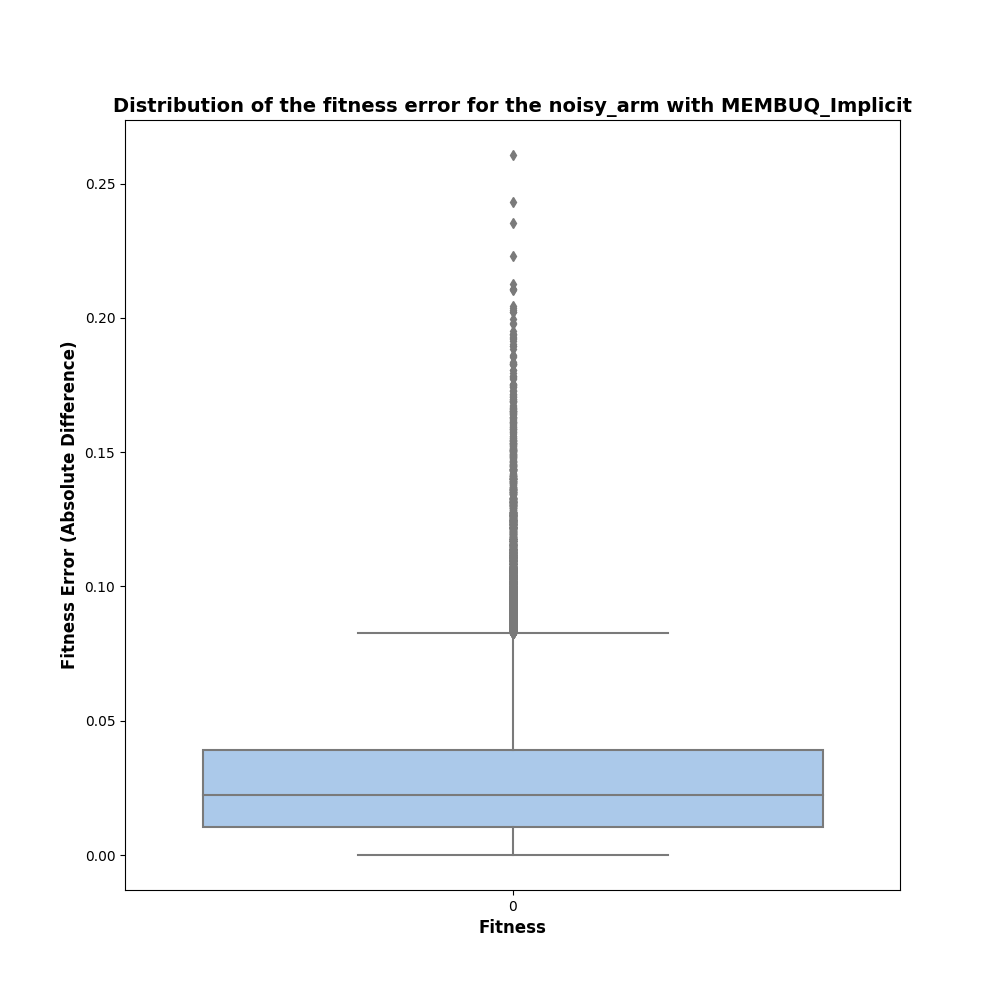 Distribution of the fitness error for the noisy_arm with MEMBUQ_Implicit
0.25
0.20
0.15
0.10
0.05
0.00
Fitness Error (Absolute Difference)
0
Fitness